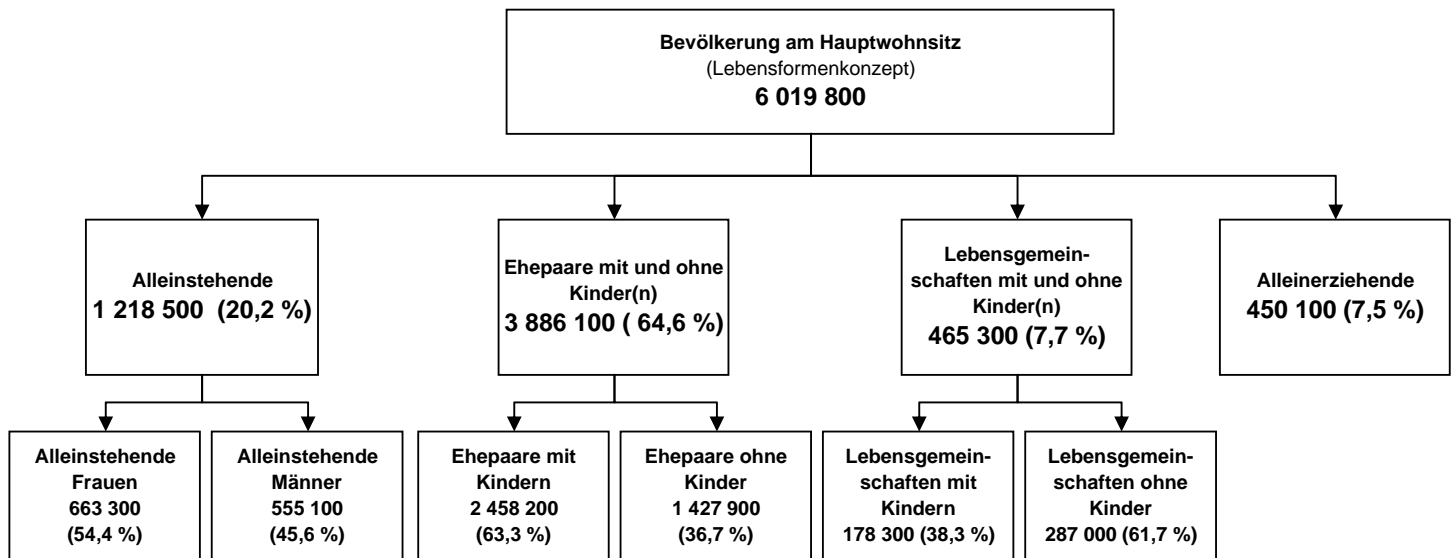 Bevölkerung am Hauptwohnsitz
(Lebensformenkonzept)
6 019 800
Alleinstehende
1 218 500 (20,2 %)
Ehepaare mit und ohne
Kinder(n)
3 886 100 ( 64,6 %)
Lebensgemein-
schaften mit und ohne
Kinder(n)
465 300 (7,7 %)
Alleinerziehende
450 100 (7,5 %)
Alleinstehende
Frauen
663 300
(54,4 %)
Alleinstehende
Männer
555 100
(45,6 %)
Ehepaare mit
Kindern
2 458 200
(63,3 %)
Ehepaare ohne
Kinder
1 427 900
(36,7 %)
Lebensgemein-
schaften mit
Kindern
178 300 (38,3 %)
Lebensgemein-
schaften ohne
Kinder
287 000 (61,7 %)